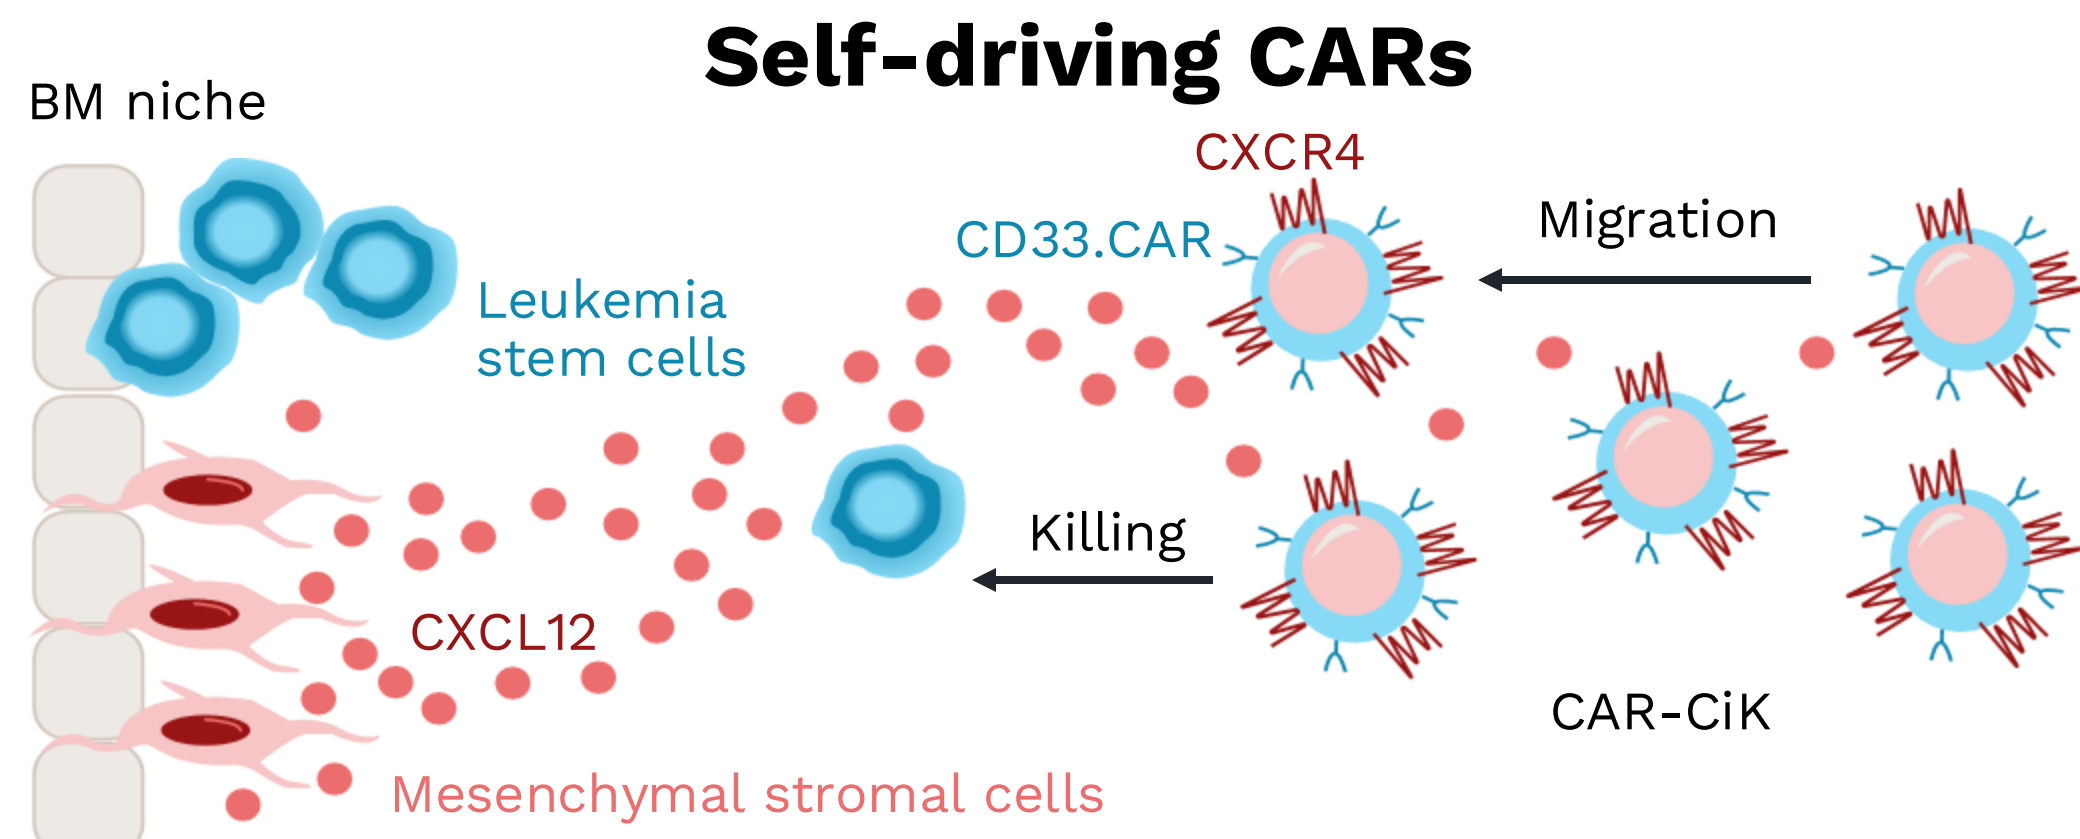 Self-driving CARs
BM niche
CXCR4
Migration
CD33.CAR
Leukemia
stem cells
Killing
CXCL12
CAR-CiK
Mesenchymal stromal cells